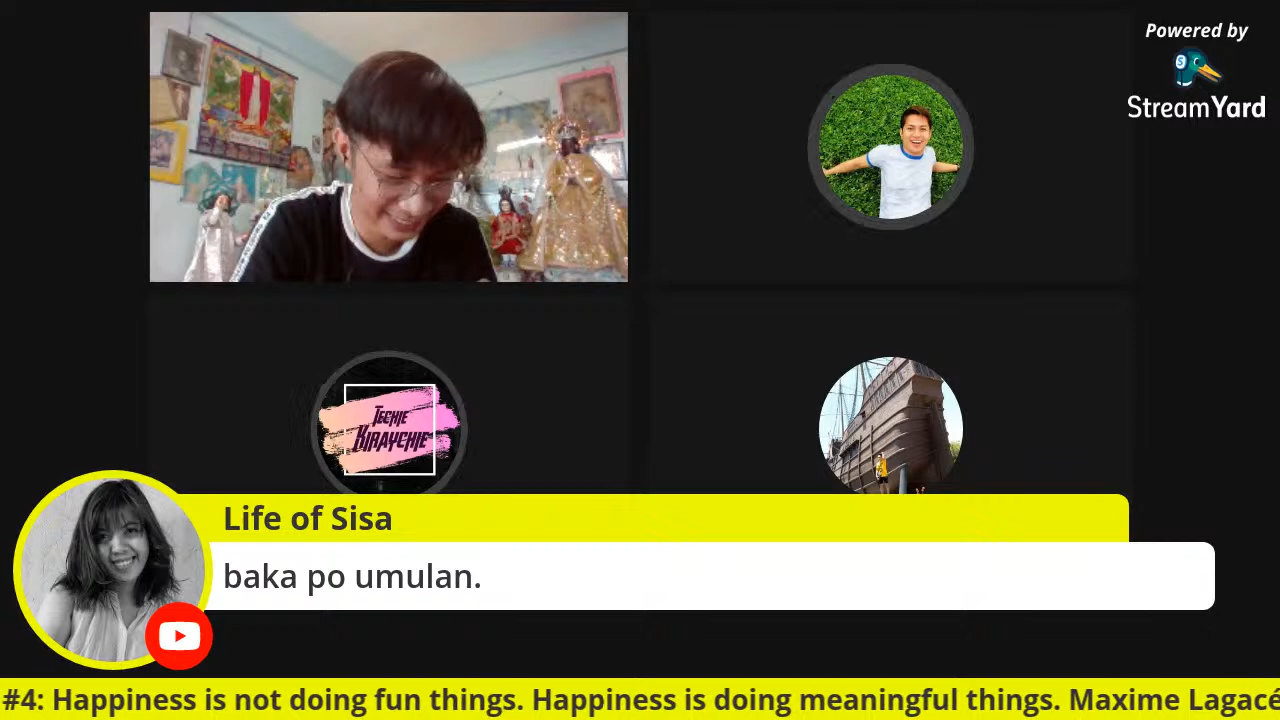 Powered by
StreamYard
TECHIE
KIRAYCHIE
Life of Sisa
baka po umulan.
#4: Happiness is not doing fun things. Happiness is doing meaningful things. Maxime Lagacé